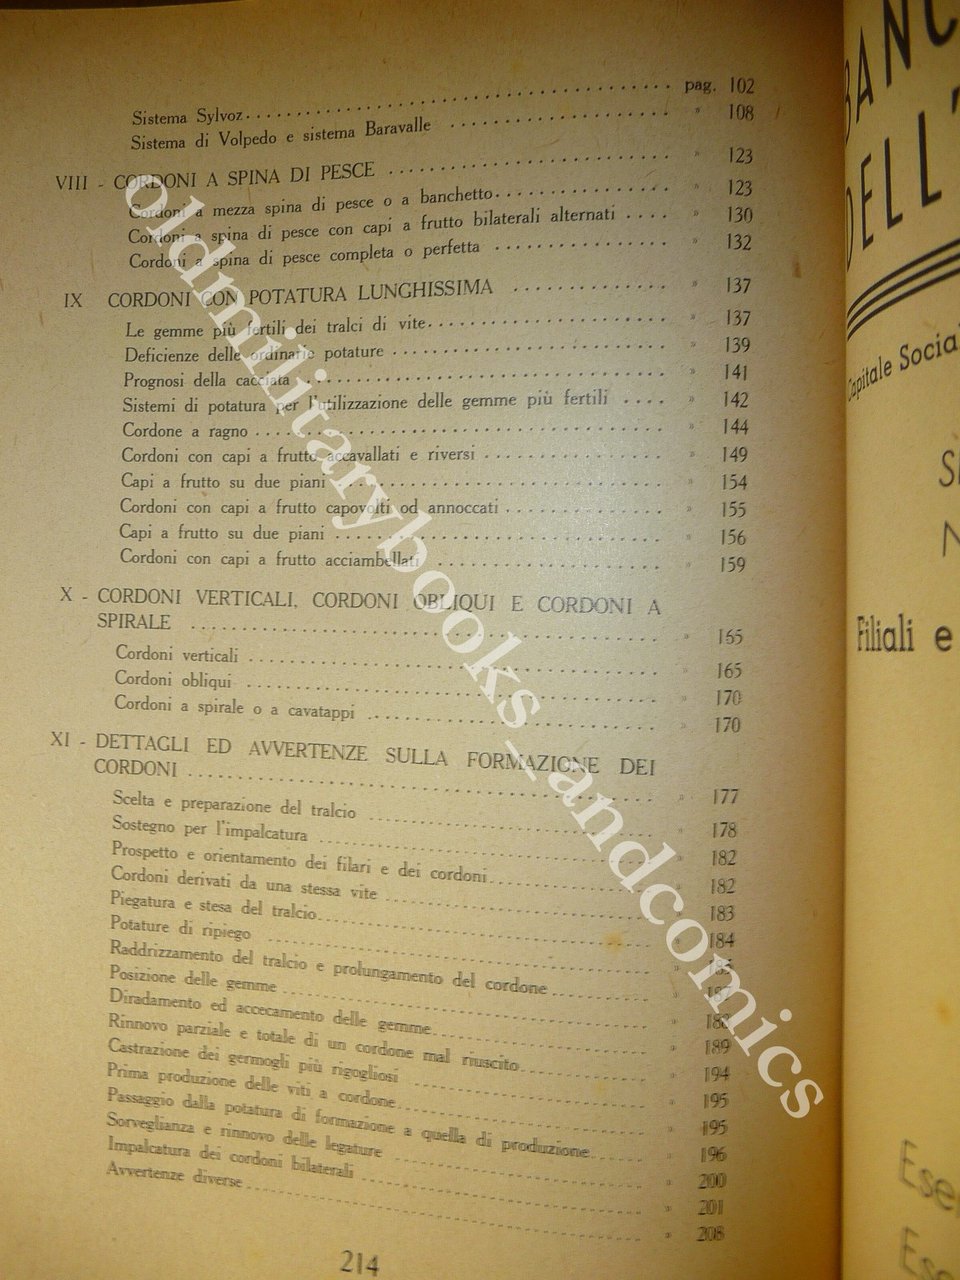 Sistema Sylvoz . . . . . . . . . . . . . . . . pag. 102
Sistema di Volpedo e sistema Baravalle . . . . . . . . » 108
VIII - CORDONI A SPINA DI PESCE . . . . . . . . » 123
Cordoni a mezza spina di pesce o a banchetto . . . . . . . . » 123
Cordoni a spina di pesce con capi a frutto bilaterali alternati . . . . » 130
Cordoni a spina di pesce completa o perfetta . . . . . . . . » 132
IX CORDONI CON POTATURA LUNGHISSIMA . . . . . . . . » 137
Le gemme più fertili dei tralci di vite . . . . . . . . » 137
Deficienze delle ordinarie potature . . . . . . . . » 139
Prognosi della cacciata . . . . . . . . » 141
Sistemi di potatura per l'utilizzazione delle gemme più fertili . . . . » 142
Cordone a ragno . . . . . . . . » 144
Cordoni con capi a frutto accavallati e riversi . . . . . . . . » 149
Capi a frutto su due piani . . . . . . . . » 154
Cordoni con capi a frutto capovolti od annoccati . . . . . . . . » 155
Capi a frutto su due piani . . . . . . . . » 156
Cordoni con capi a frutto acciambellati . . . . . . . . » 159
X - CORDONI VERTICALI, CORDONI OBLIQUI E CORDONI A
SPIRALE . . . . . . . . » 165
Cordoni verticali . . . . . . . . » 165
Cordoni obliqui . . . . . . . . » 170
Cordoni a spirale o a cavatappi . . . . . . . . » 170
XI - DETTAGLI ED AVVERTENZE SULLA FORMAZIONE DEI
CORDONI . . . . . . . . » 177
Scelta e preparazione del tralcio . . . . . . . . » 178
Sostegno per l'impalcatura . . . . . . . . » 182
Prospetto e orientamento dei filari e dei cordoni . . . . . . . . » 182
Cordoni derivati da una stessa vite . . . . . . . . » 183
Piegatura e stesa del tralcio . . . . . . . . » 184
Potature di ripiego . . . . . . . . » 185
Raddrizzamento del tralcio e prolungamento del cordone . . . . . . . . » 187
Posizione delle gemme . . . . . . . . » 188
Diradamento ed accecamento delle gemme . . . . . . . . » 189
Rinnovo parziale e totale di un cordone mal riuscito . . . . . . . . » 194
Castrazione dei germogli più rigogliosi . . . . . . . . » 195
Prima produzione delle viti a cordone . . . . . . . . » 195
Passaggio dalla potatura di formazione a quella di produzione . . . . » 196
Sorveglianza e rinnovo delle legature . . . . . . . . » 200
Impalcatura dei cordoni bilaterali . . . . . . . . » 201
Avvertenze diverse . . . . . . . . » 208
214
oldmilitarybooks_andcomics
BANC
DELL'
Capitale Social
S
N
Filiali e
Ese
Ese